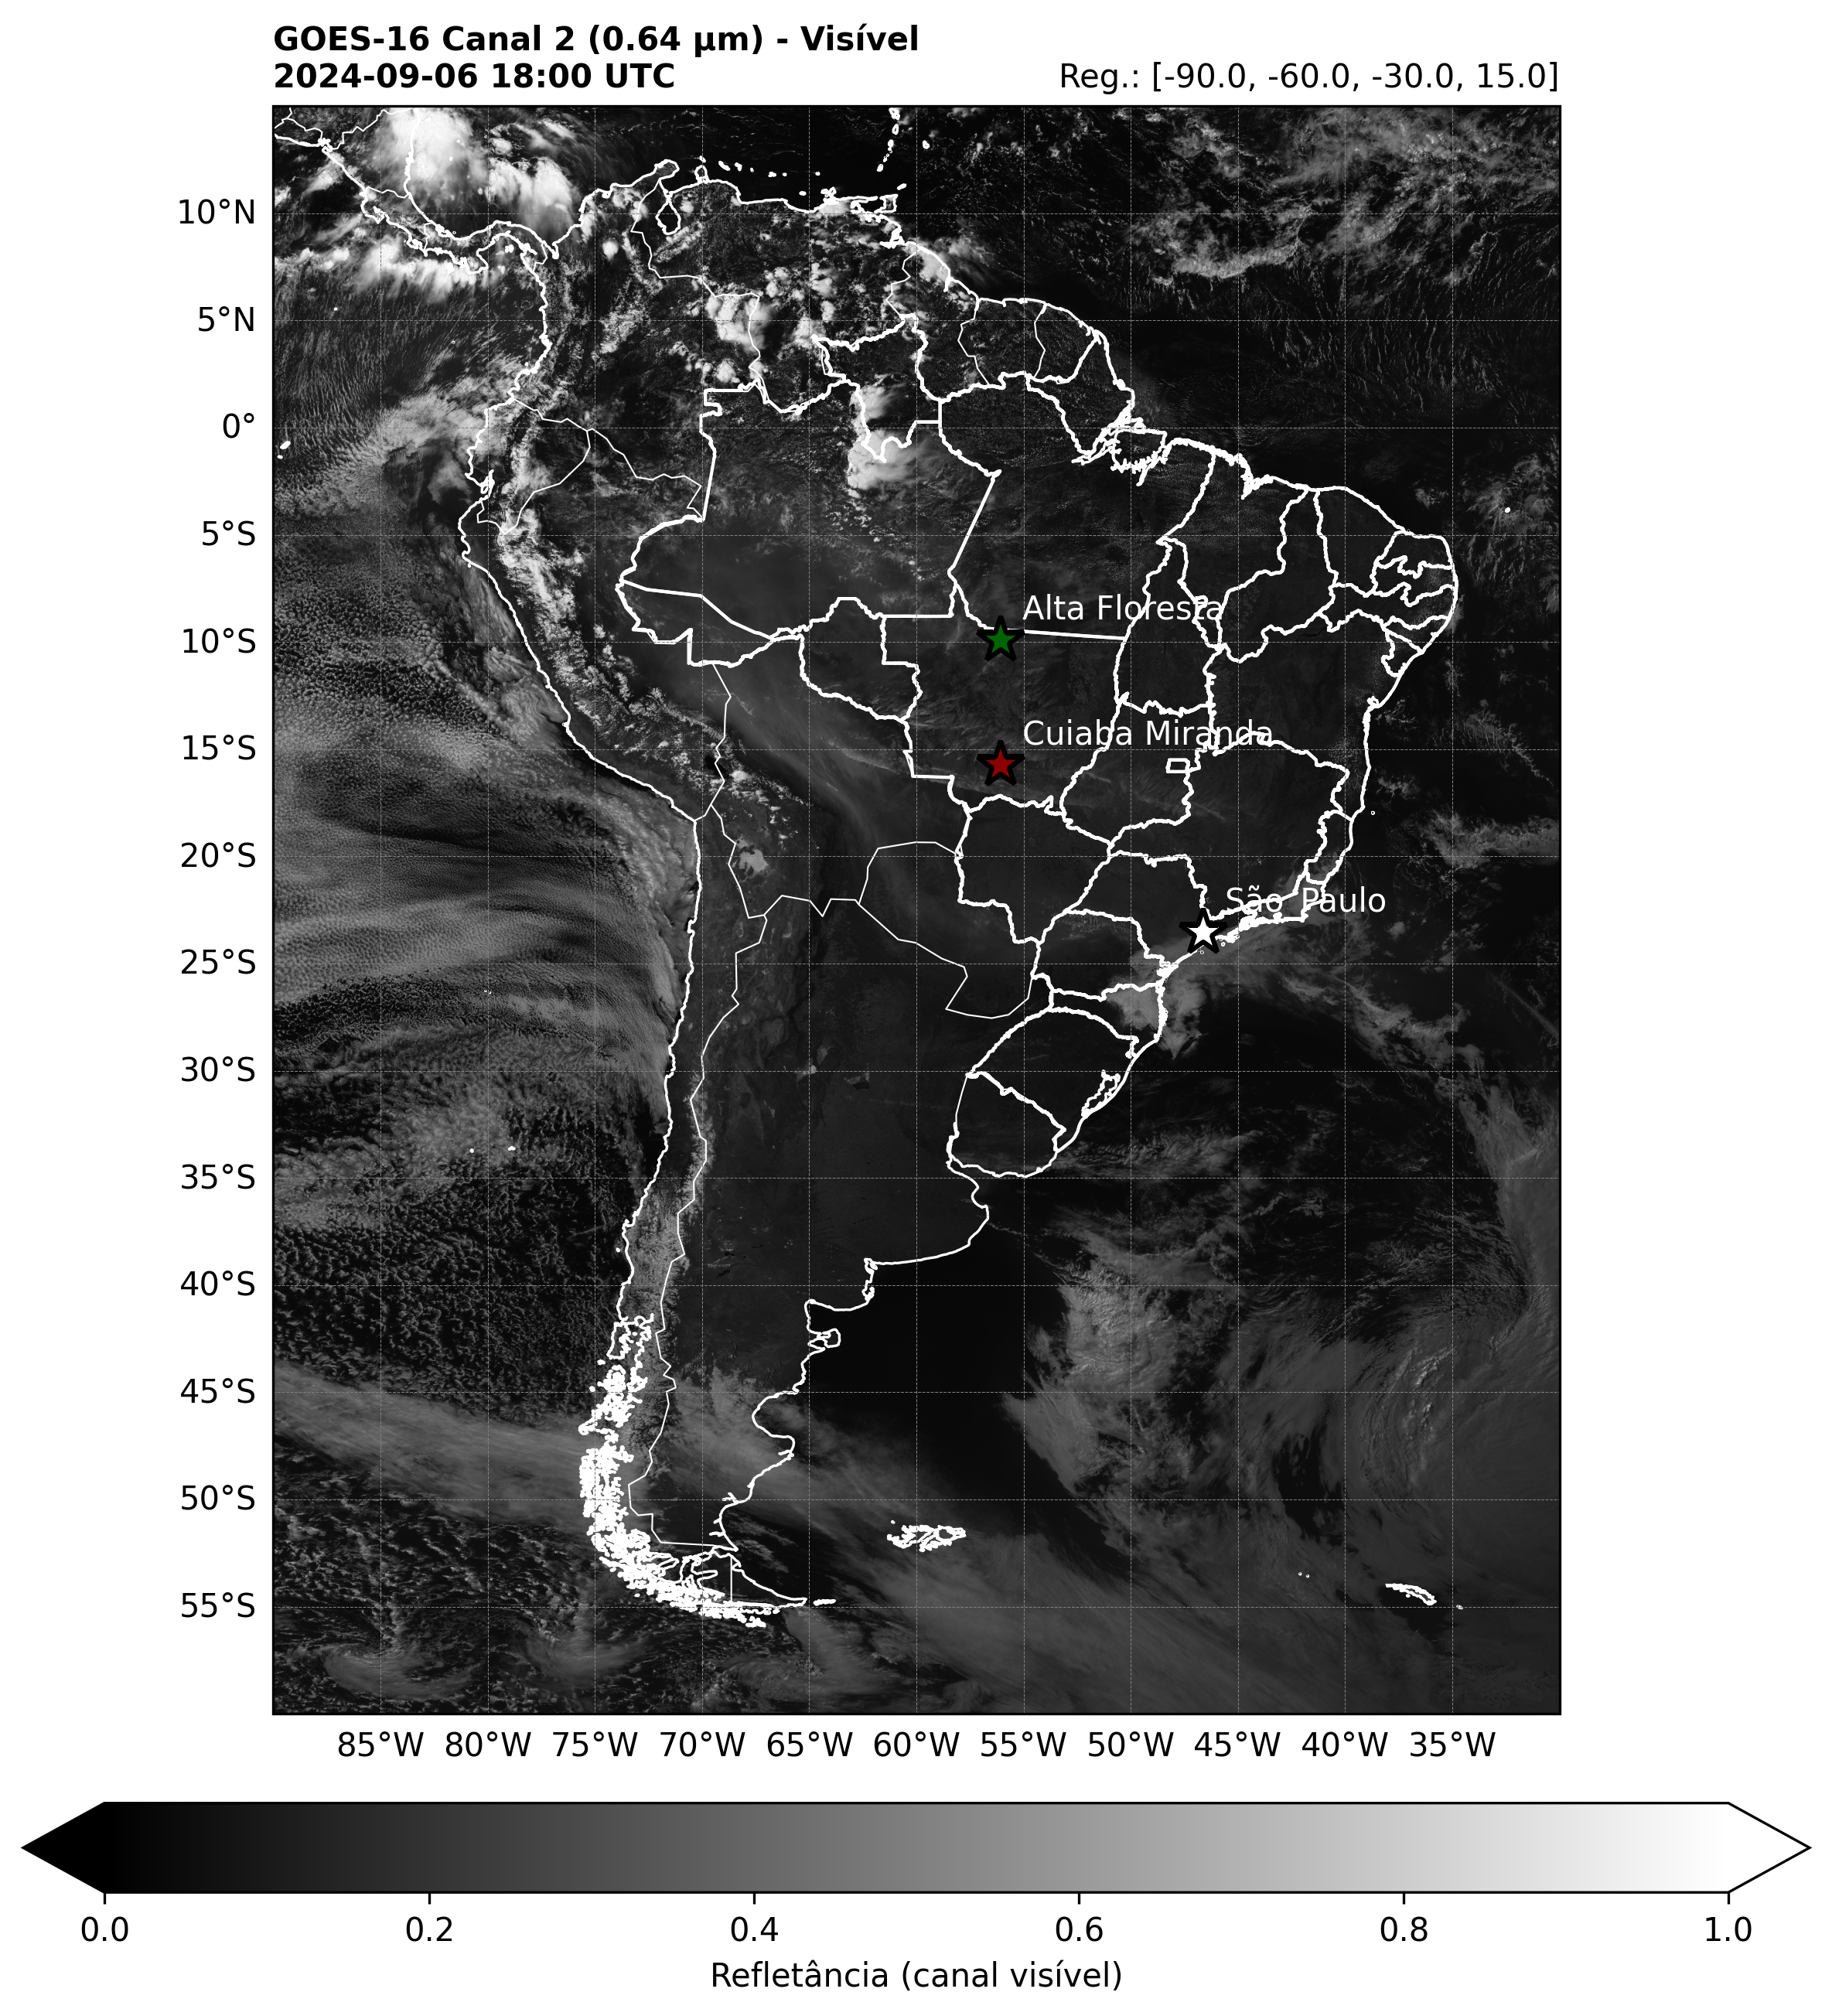 GOES-16 Canal 2 (0.64 µm) - Visível
2024-09-06 18:00 UTC
Reg.: [-90.0, -60.0, -30.0, 15.0]
10°N
5°N
0°
5°S
10°S
15°S
20°S
25°S
30°S
35°S
40°S
45°S
50°S
55°S
Alta Floresta
Cuiaba Miranda
São Paulo
85°W 80°W 75°W 70°W 65°W 60°W 55°W 50°W 45°W 40°W 35°W
0.0 0.2 0.4 0.6 0.8 1.0
Refletância (canal visível)